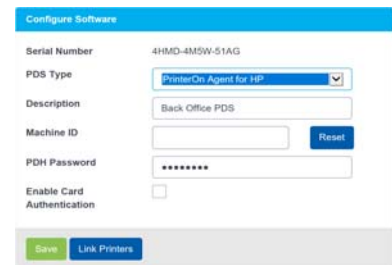 Configure Software
Serial Number 4HMD-4M5W-51AG
PDS Type PrinterOn Agent for HP
Description Back Office PDS
Machine ID Reset
PDH Password ••••••••
Enable Card
Authentication
Save Link Printers